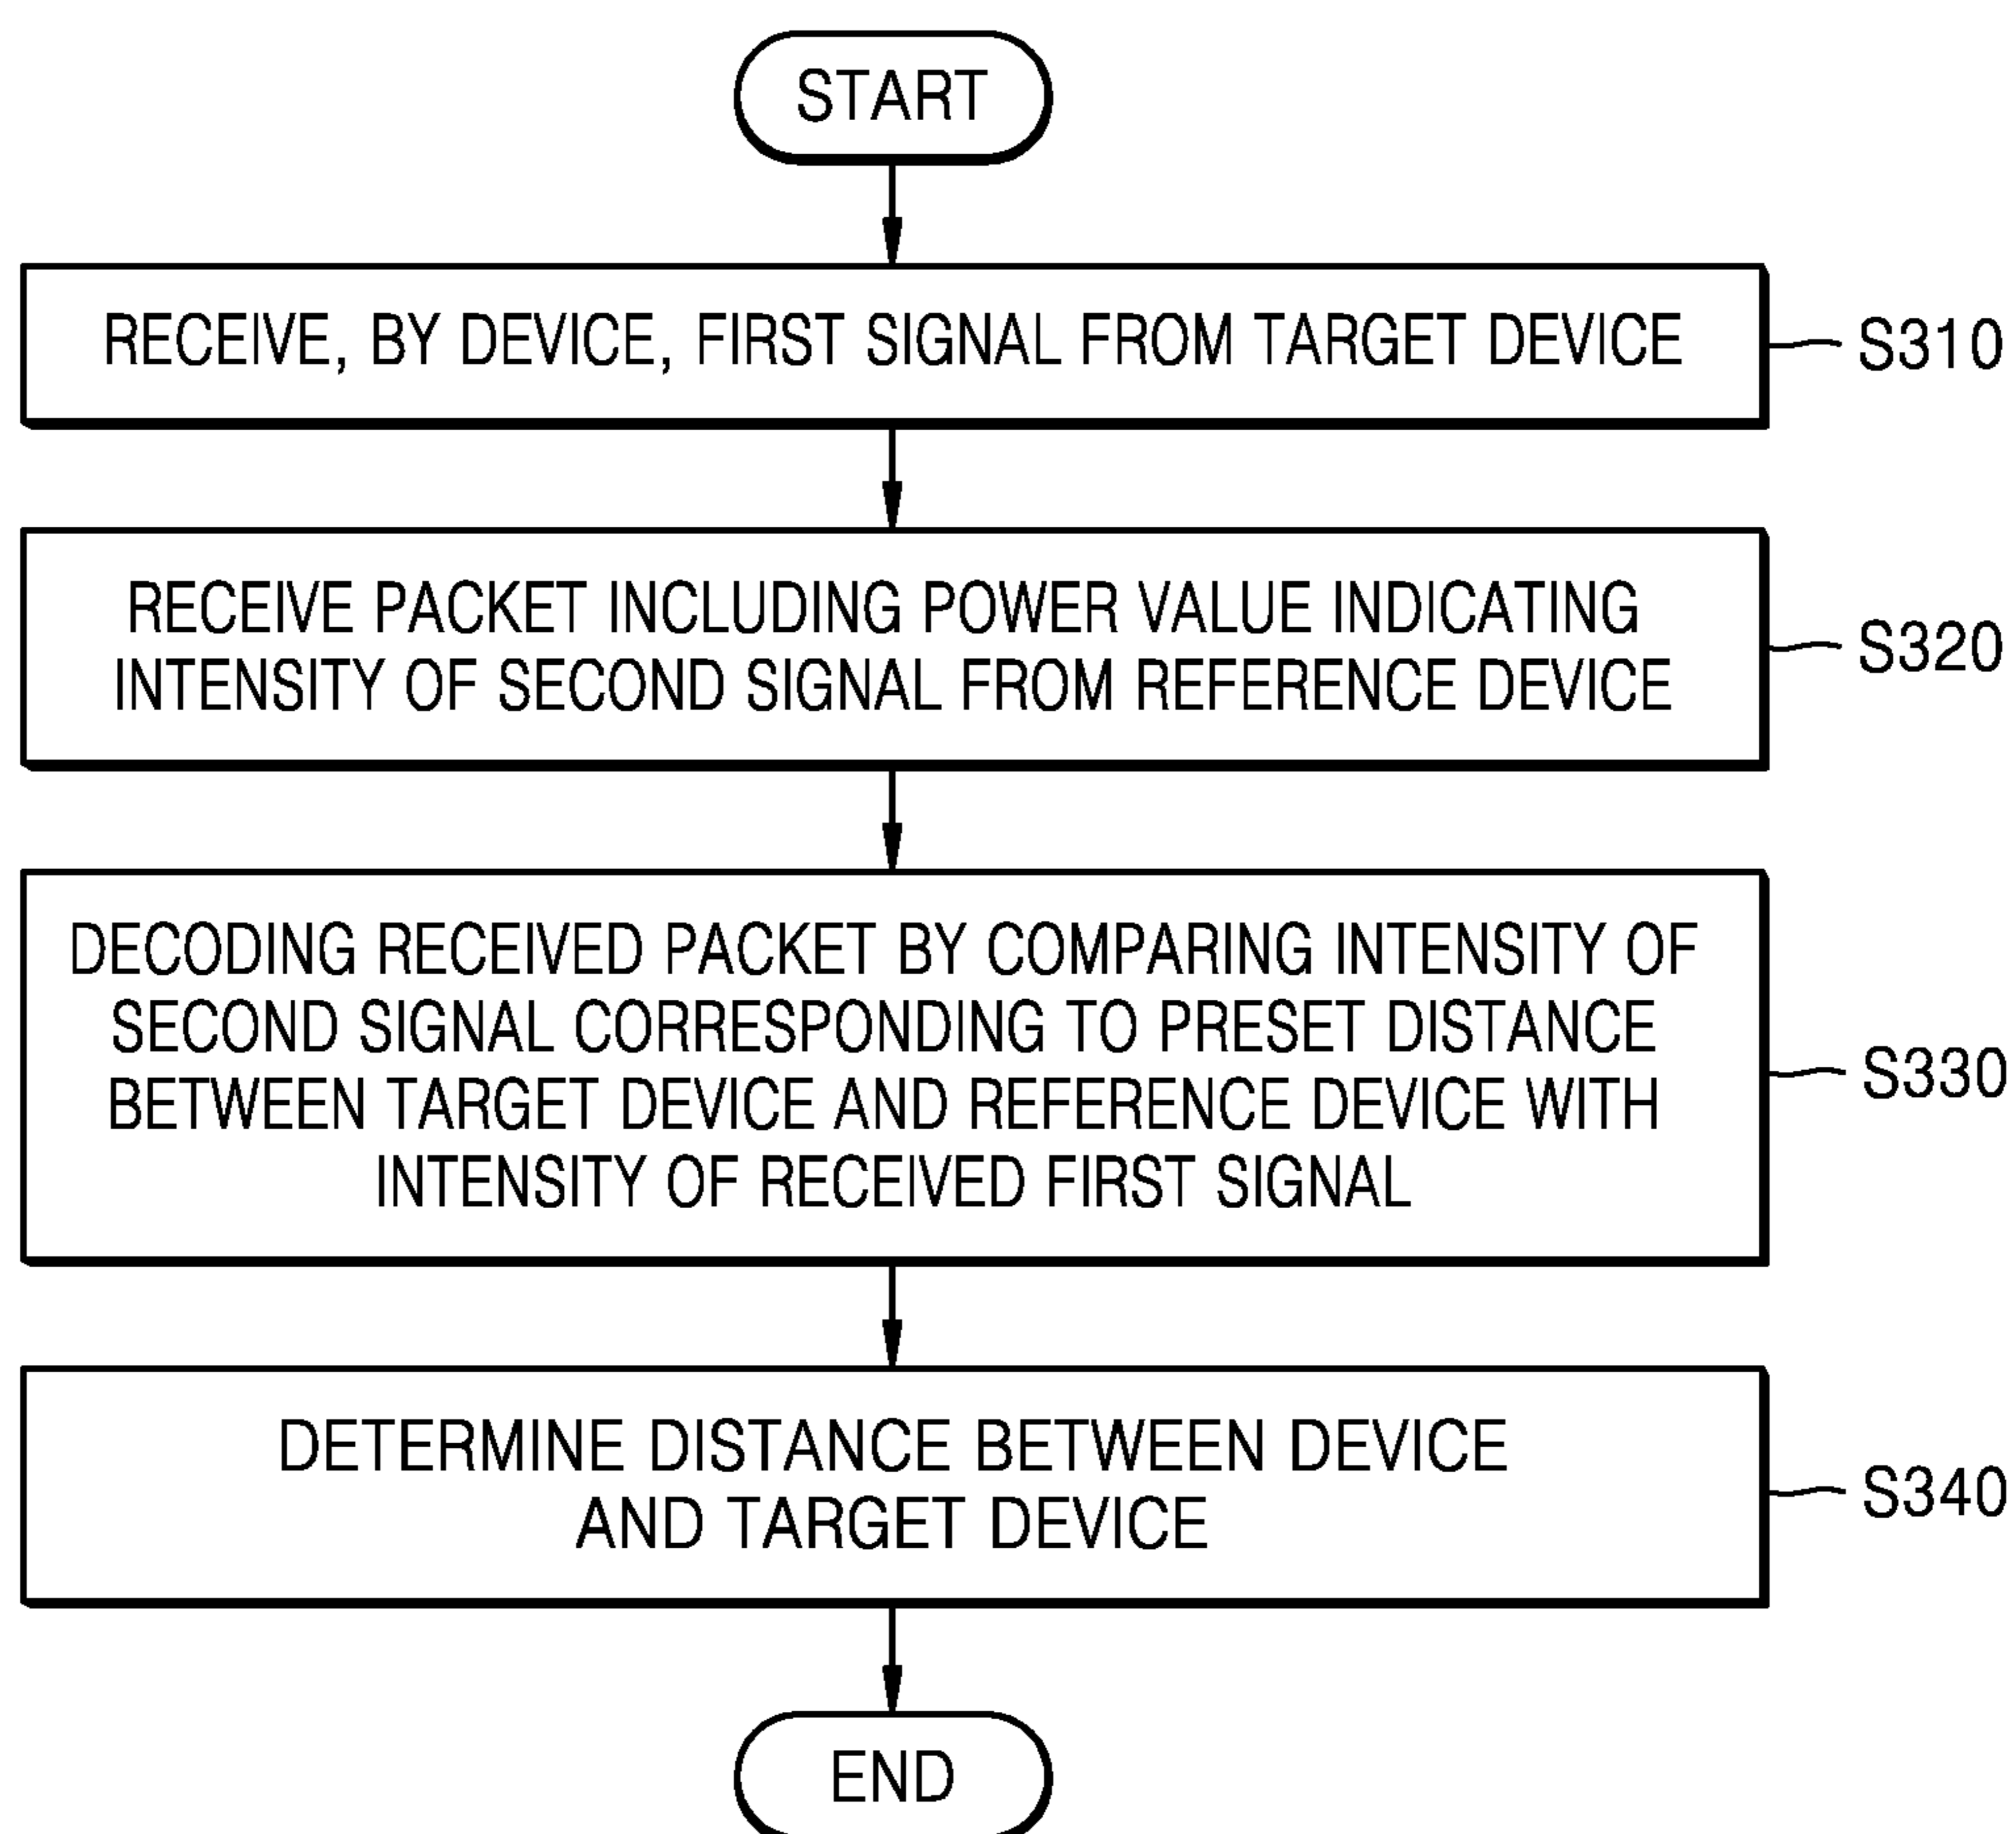 START
RECEIVE, BY DEVICE, FIRST SIGNAL FROM TARGET DEVICE
S310
RECEIVE PACKET INCLUDING POWER VALUE INDICATING
INTENSITY OF SECOND SIGNAL FROM REFERENCE DEVICE
S320
DECODING RECEIVED PACKET BY COMPARING INTENSITY OF
SECOND SIGNAL CORRESPONDING TO PRESET DISTANCE
BETWEEN TARGET DEVICE AND REFERENCE DEVICE WITH
INTENSITY OF RECEIVED FIRST SIGNAL
S330
DETERMINE DISTANCE BETWEEN DEVICE
AND TARGET DEVICE
S340
END